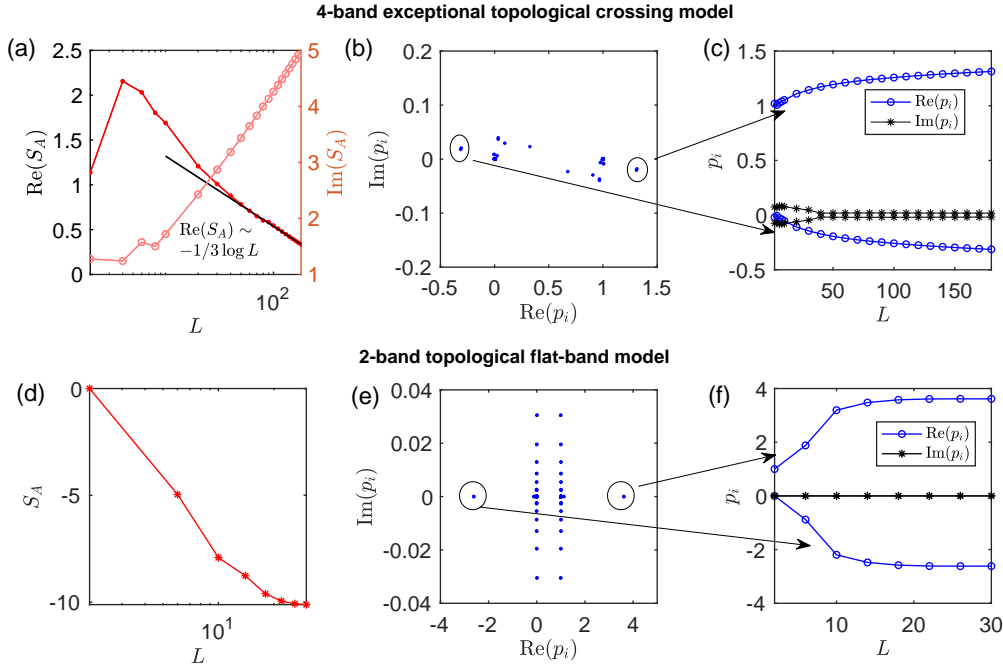 4-band exceptional topological crossing model
(a)
2.5
2
1.5
1
0.5
0
Re(S_A)
5
4
3
2
1
Im(S_A)
Re(S_A) ∼
−1/3 log L
10^2
L
(b)
0.2
0.1
0
-0.1
-0.2
Im(p_i)
-0.5 0 0.5 1 1.5
Re(p_i)
(c)
1.5
1
0.5
0
-0.5
p_i
Re(p_i)
Im(p_i)
50 100 150
L
2-band topological flat-band model
(d)
0
-5
-10
S_A
10^1
L
(e)
0.04
0.02
0
-0.02
-0.04
Im(p_i)
-4 -2 0 2 4
Re(p_i)
(f)
4
2
0
-2
-4
p_i
Re(p_i)
Im(p_i)
10 20 30
L